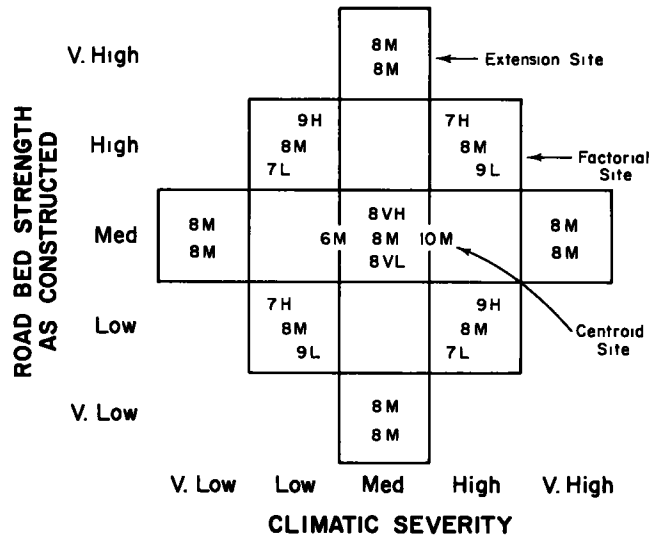 8M
V. High
8M
Extension Site
ROAD BED STRENGTH
AS CONSTRUCTED
9H 7H
High
8M 8M
7L 9L
Factorial
Site
8VH
8M 6M 8M 10M 8M
Med
8M 8VL 8M
7H 9H
Low
8M 8M
9L 7L
Centroid
Site
V. Low
8M
8M
V. Low Low Med High V. High
CLIMATIC SEVERITY